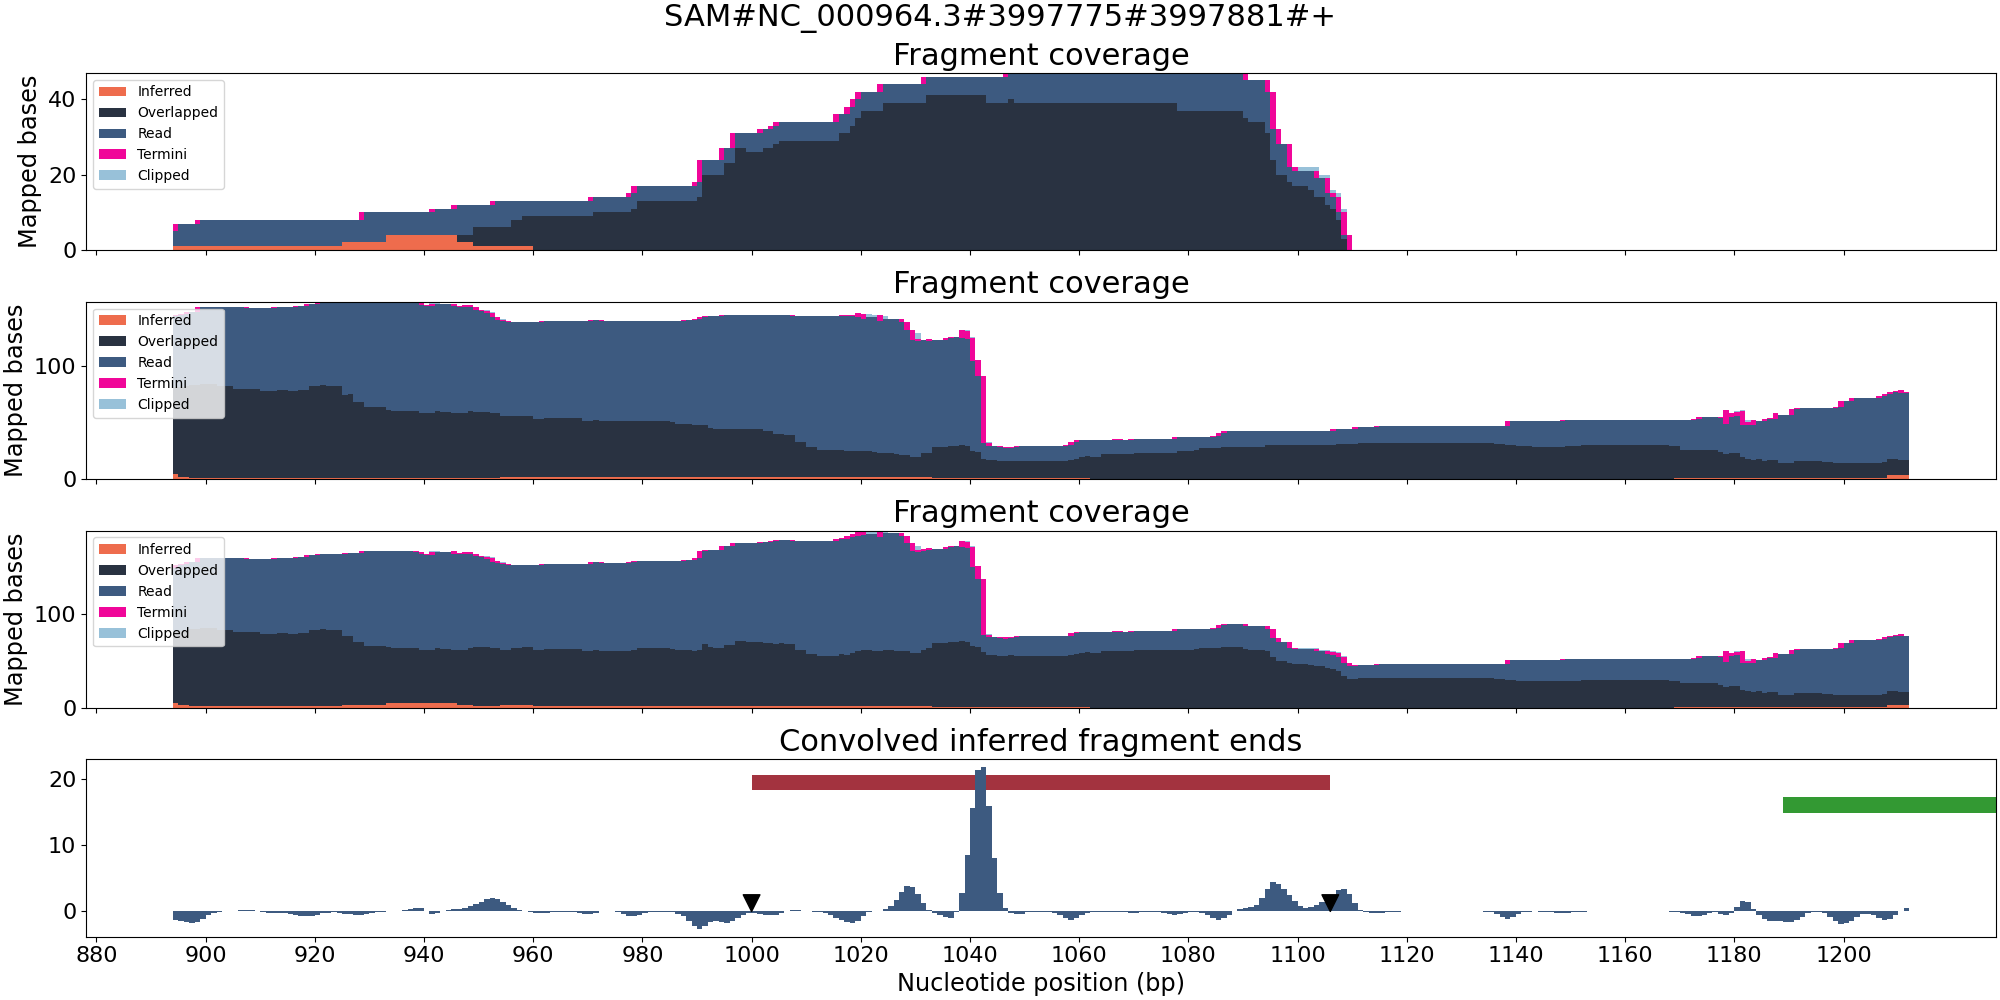 SAM#NC_000964.3#3997775#3997881#+
Fragment coverage
Mapped bases
40
20
0
Inferred
Overlapped
Read
Termini
Clipped
Fragment coverage
Mapped bases
100
0
Inferred
Overlapped
Read
Termini
Clipped
Fragment coverage
Mapped bases
100
0
Inferred
Overlapped
Read
Termini
Clipped
Convolved inferred fragment ends
20
10
0
880 900 920 940 960 980 1000 1020 1040 1060 1080 1100 1120 1140 1160 1180 1200
Nucleotide position (bp)